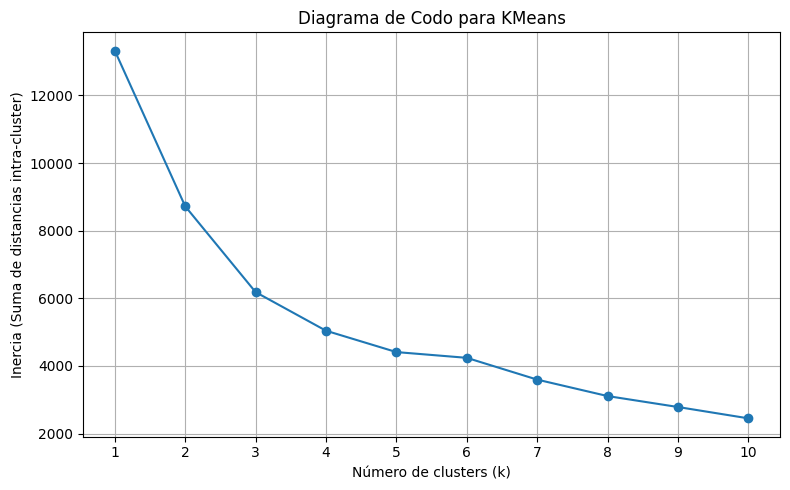 Diagrama de Codo para KMeans
Inercia (Suma de distancias intra-cluster)
12000
10000
8000
6000
4000
2000
1 2 3 4 5 6 7 8 9 10
Número de clusters (k)